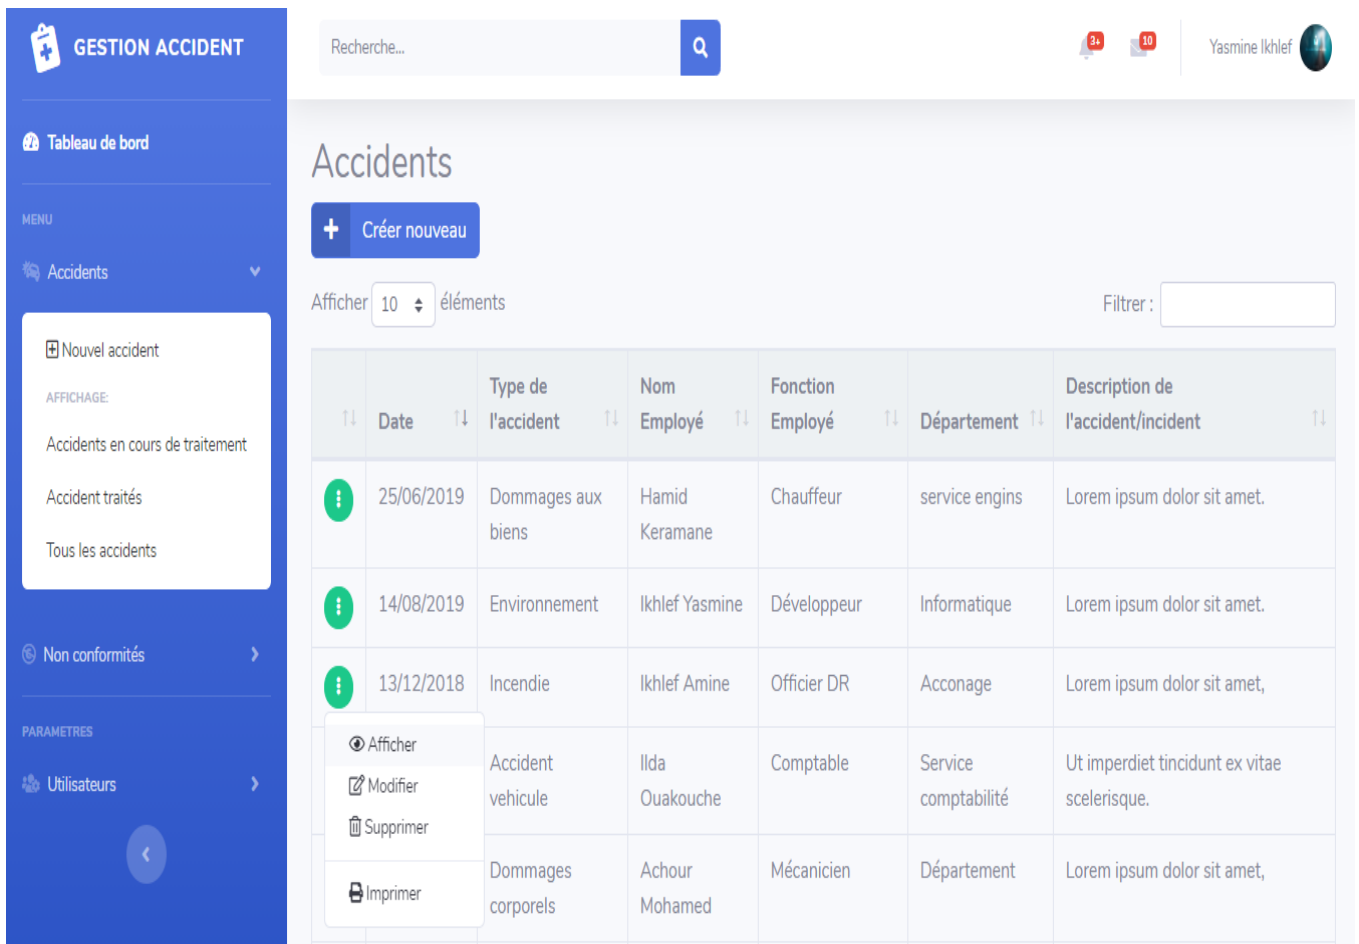 GESTION ACCIDENT
Recherche...
3+
10
Yasmine Ikhlef
Tableau de bord
MENU
Accidents
Nouvel accident
AFFICHAGE:
Accidents en cours de traitement
Accident traités
Tous les accidents
Non conformités
PARAMETRES
Utilisateurs
Accidents
Créer nouveau
Afficher 10 éléments
Filtrer :
Date
Type de
l'accident
Nom
Employé
Fonction
Employé
Département
Description de
l'accident/incident
25/06/2019
Dommages aux
biens
Hamid
Keramane
Chauffeur
service engins
Lorem ipsum dolor sit amet.
14/08/2019
Environnement
Ikhlef Yasmine
Développeur
Informatique
Lorem ipsum dolor sit amet.
13/12/2018
Incendie
Ikhlef Amine
Officier DR
Acconage
Lorem ipsum dolor sit amet,
Afficher
Modifier
Supprimer
Imprimer
Accident
vehicule
Ilda
Ouakouche
Comptable
Service
comptabilité
Ut imperdiet tincidunt ex vitae
scelerisque.
Dommages
corporels
Achour
Mohamed
Mécanicien
Département
Lorem ipsum dolor sit amet,